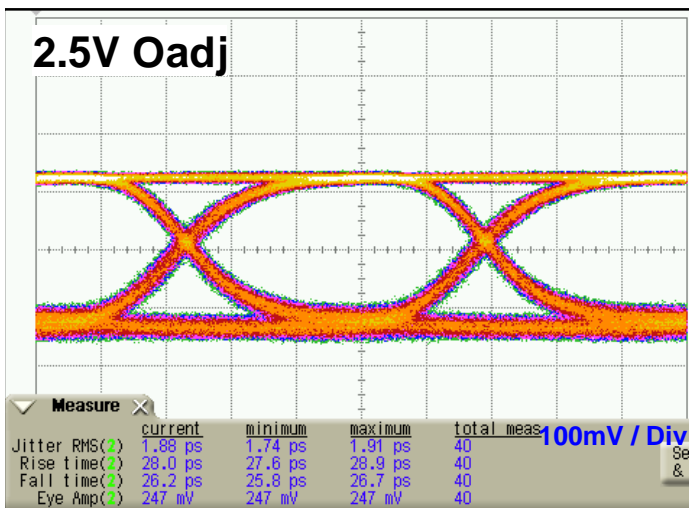 2.5V Oadj
Measure
current minimum maximum total meas
100mV / Div
Jitter RMS(2) 1.88 ps 1.74 ps 1.91 ps 40
Rise time(2) 28.0 ps 27.6 ps 28.9 ps 40
Fall time(2) 26.2 ps 25.8 ps 26.7 ps 40
Eye Amp(2) 247 mV 247 mV 247 mV 40
Se
&